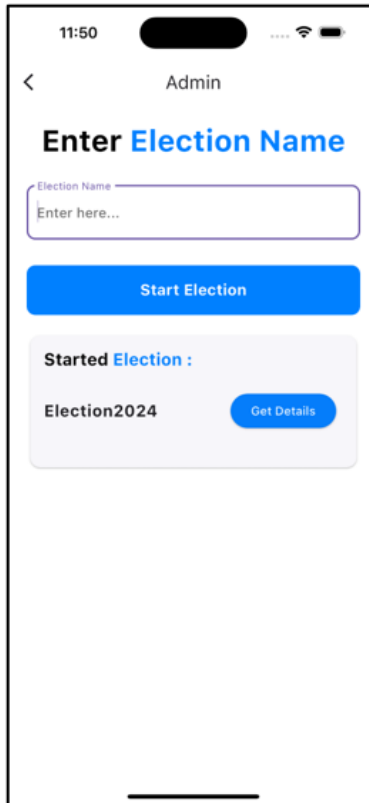 11:50
Admin
Enter Election Name
Election Name
Enter here...
Start Election
Started Election :
Election2024 Get Details